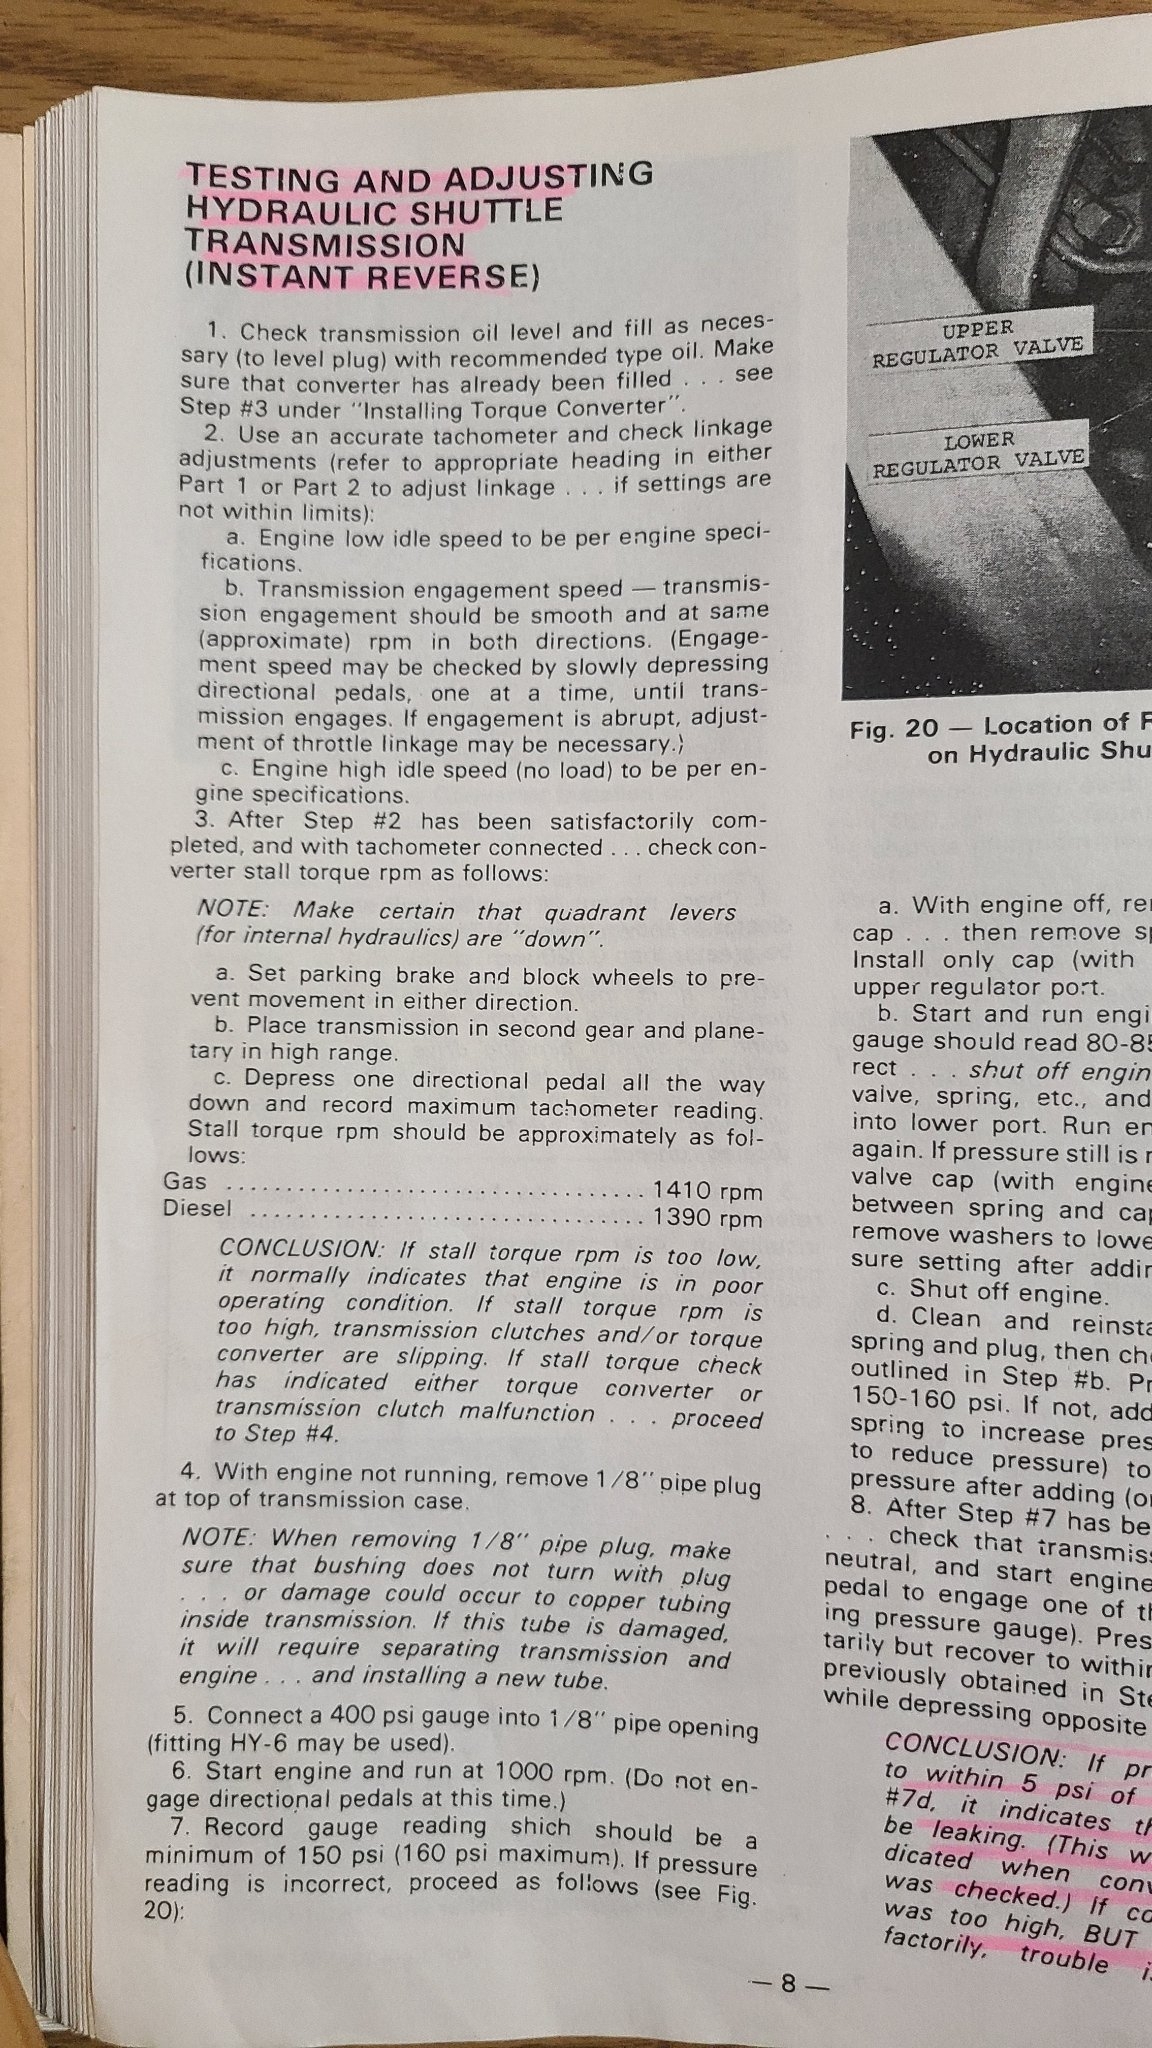 TESTING AND ADJUSTING
HYDRAULIC SHUTTLE
TRANSMISSION
(INSTANT REVERSE)
1. Check transmission oil level and fill as neces-
sary (to level plug) with recommended type oil. Make
sure that converter has already been filled . . . see
Step #3 under "Installing Torque Converter".
2. Use an accurate tachometer and check linkage
adjustments (refer to appropriate heading in either
Part 1 or Part 2 to adjust linkage . . . if settings are
not within limits):
a. Engine low idle speed to be per engine speci-
fications.
b. Transmission engagement speed — transmis-
sion engagement should be smooth and at same
(approximate) rpm in both directions. (Engage-
ment speed may be checked by slowly depressing
directional pedals, one at a time, until trans-
mission engages. If engagement is abrupt, adjust-
ment of throttle linkage may be necessary.)
c. Engine high idle speed (no load) to be per en-
gine specifications.
3. After Step #2 has been satisfactorily com-
pleted, and with tachometer connected . . . check con-
verter stall torque rpm as follows:
NOTE: Make certain that quadrant levers
(for internal hydraulics) are "down".
a. Set parking brake and block wheels to pre-
vent movement in either direction.
b. Place transmission in second gear and plane-
tary in high range.
c. Depress one directional pedal all the way
down and record maximum tachometer reading.
Stall torque rpm should be approximately as fol-
lows:
Gas .................................. 1410 rpm
Diesel ................................ 1390 rpm
CONCLUSION: If stall torque rpm is too low,
it normally indicates that engine is in poor
operating condition. If stall torque rpm is
too high, transmission clutches and/or torque
converter are slipping. If stall torque check
has indicated either torque converter or
transmission clutch malfunction . . . proceed
to Step #4.
4. With engine not running, remove 1/8" pipe plug
at top of transmission case.
NOTE: When removing 1/8" pipe plug, make
sure that bushing does not turn with plug
. . . or damage could occur to copper tubing
inside transmission. If this tube is damaged,
it will require separating transmission and
engine . . . and installing a new tube.
5. Connect a 400 psi gauge into 1/8" pipe opening
(fitting HY-6 may be used).
6. Start engine and run at 1000 rpm. (Do not en-
gage directional pedals at this time.)
7. Record gauge reading shich should be a
minimum of 150 psi (160 psi maximum). If pressure
reading is incorrect, proceed as follows (see Fig.
20):
UPPER
REGULATOR VALVE
LOWER
REGULATOR VALVE
Fig. 20 — Location of
on Hydraulic
a. With engine off,
cap . . . then remove
Install only cap (with
upper regulator port.
b. Start and run
gauge should read 80-85
rect . . . shut off
valve, spring, etc., and
into lower port. Run
again. If pressure still is
valve cap (with
between spring and
remove washers to
sure setting after
c. Shut off engine.
d. Clean and
spring and plug, then
outlined in Step #b.
150-160 psi. If not, add
spring to increase
to reduce pressure) to
pressure after adding
8. After Step #7 has
. . . check that
neutral, and start engine
pedal to engage one of
ing pressure gauge).
tarily but recover to
previously obtained in
while depressing opposite
CONCLUSION: If
to within 5 psi of
#7d, it indicates
be leaking. (This
dicated when
was checked.) If
was too high, BUT
factorily, trouble
— 8 —